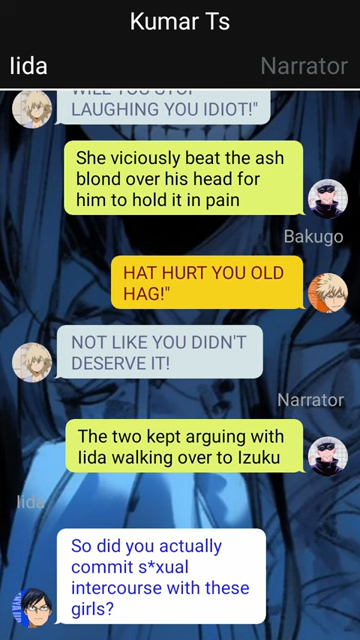 Kumar Ts
Iida
Narrator
WILL YOU STOP
LAUGHING YOU IDIOT!"
She viciously beat the ash
blond over his head for
him to hold it in pain
Bakugo
HAT HURT YOU OLD
HAG!"
NOT LIKE YOU DIDN'T
DESERVE IT!
Narrator
The two kept arguing with
Iida walking over to Izuku
Iida
So did you actually
commit s*xual
intercourse with these
girls?